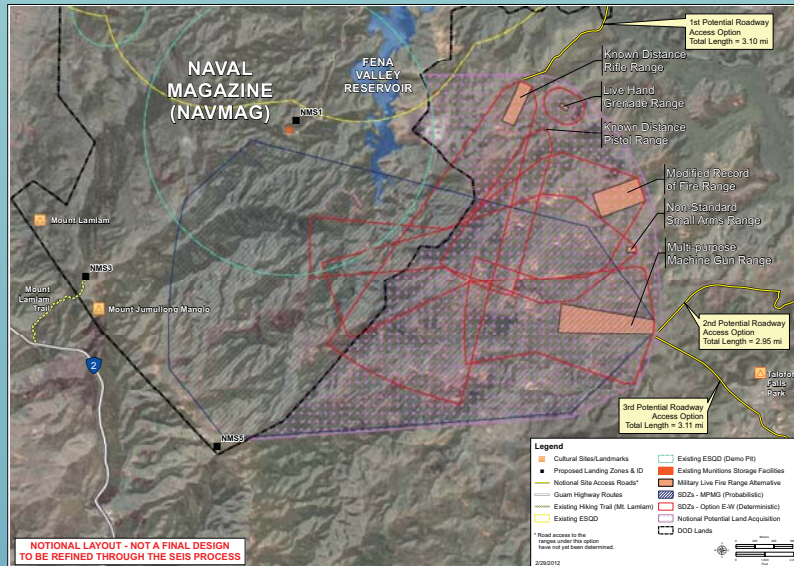 1st Potential Roadway
Access Option
Total Length = 3.10 mi
NAVAL
MAGAZINE
(NAVMAG)
FENA
VALLEY
RESERVOIR
NMS1
Known Distance
Rifle Range
Live Hand
Grenade Range
Known Distance
Pistol Range
Modified Record
of Fire Range
Non-Standard
Small Arms Range
Multi-purpose
Machine Gun Range
Mount Lamlam
NMS3
Mount
Lamlam
Trail
Mount Jumullong Manglo
2
2nd Potential Roadway
Access Option
Total Length = 2.95 mi
Talofofo
Falls
Park
3rd Potential Roadway
Access Option
Total Length = 3.11 mi
NMS5
Legend
Cultural Sites/Landmarks
Proposed Landing Zones & ID
Notional Site Access Roads*
Guam Highway Routes
Existing Hiking Trail (Mt. Lamlam)
Existing ESQD
Existing ESQD (Demo Pit)
Existing Munitions Storage Facilities
Military Live Fire Range Alternative
SDZs - MPMG (Probabilistic)
SDZs - Option E-W (Deterministic)
Notional Potential Land Acquisition
DOD Lands
* Road access to the
ranges under this option
have not yet been determined.
2/29/2012
NOTIONAL LAYOUT - NOT A FINAL DESIGN
TO BE REFINED THROUGH THE SEIS PROCESS